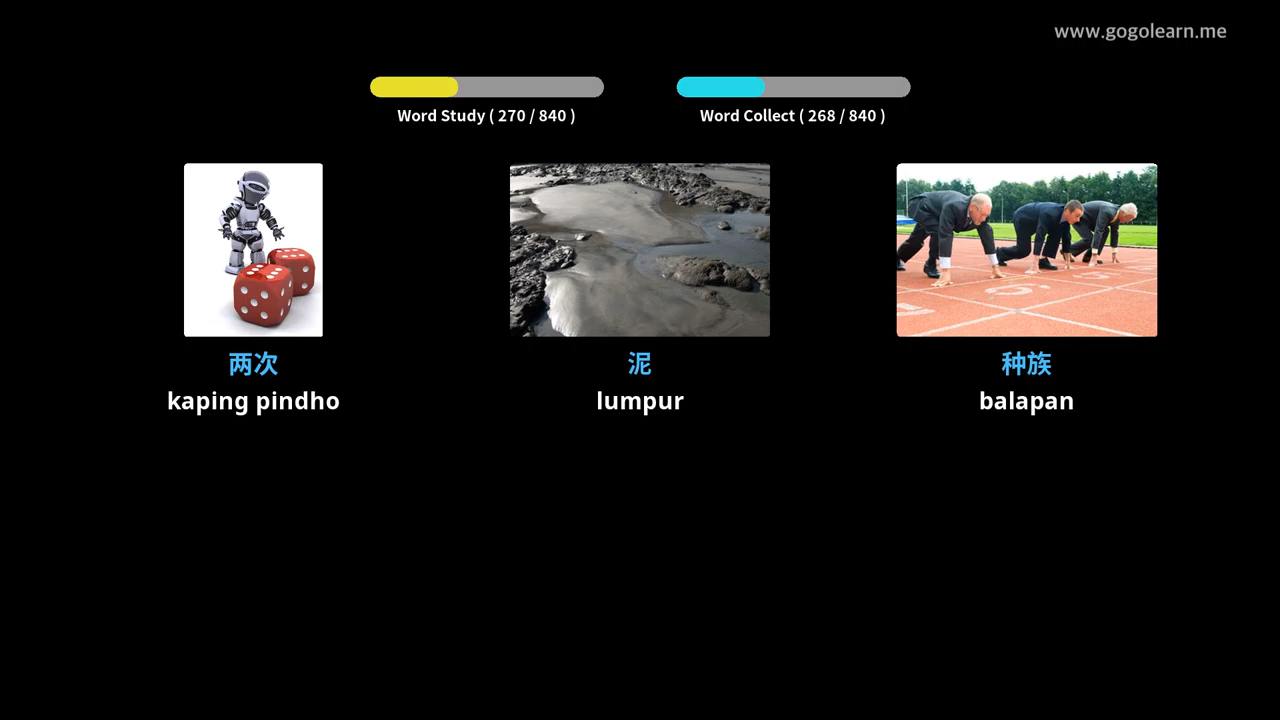 www.gogolearn.me
Word Study ( 270 / 840 )
Word Collect ( 268 / 840 )
两次
kaping pindho
泥
lumpur
种族
balapan